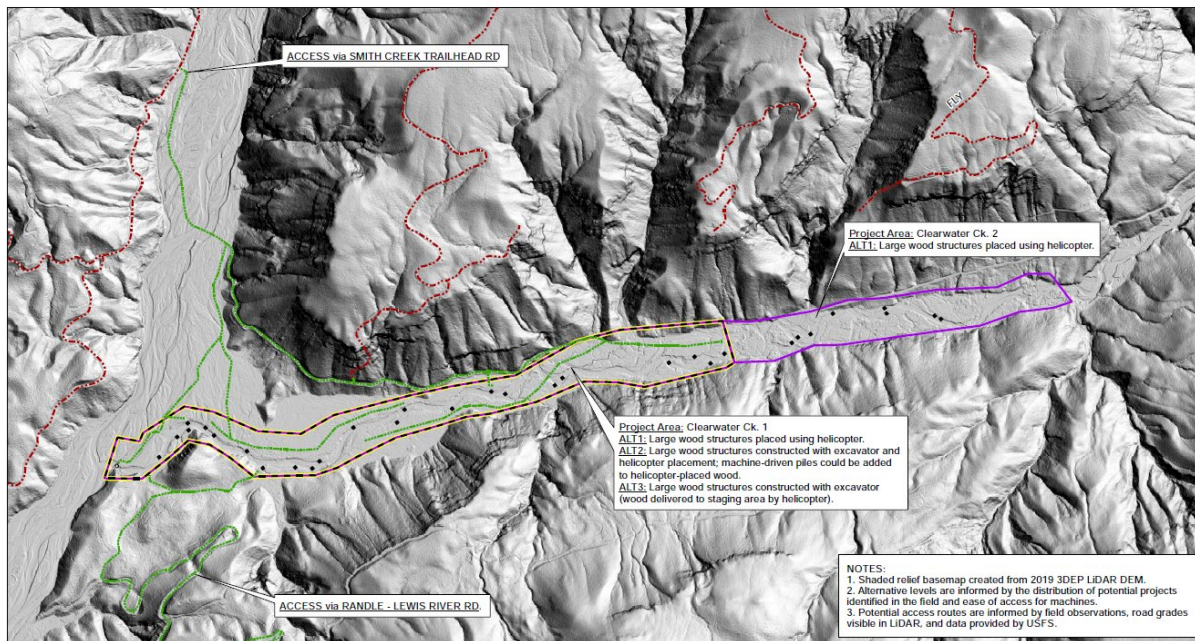 ACCESS via SMITH CREEK TRAILHEAD RD
FLY
Project Area: Clearwater Ck. 2
ALT1: Large wood structures placed using helicopter.
Project Area: Clearwater Ck. 1
ALT1: Large wood structures placed using helicopter.
ALT2: Large wood structures constructed with excavator and
helicopter placement; machine-driven piles could be added
to helicopter-placed wood.
ALT3: Large wood structures constructed with excavator
(wood delivered to staging area by helicopter).
ACCESS via RANDLE - LEWIS RIVER RD.
NOTES:
1. Shaded relief basemap created from 2019 3DEP LiDAR DEM.
2. Alternative levels are informed by the distribution of potential projects
identified in the field and ease of access for machines.
3. Potential access routes are informed by field observations, road grades
visible in LiDAR, and data provided by USFS.